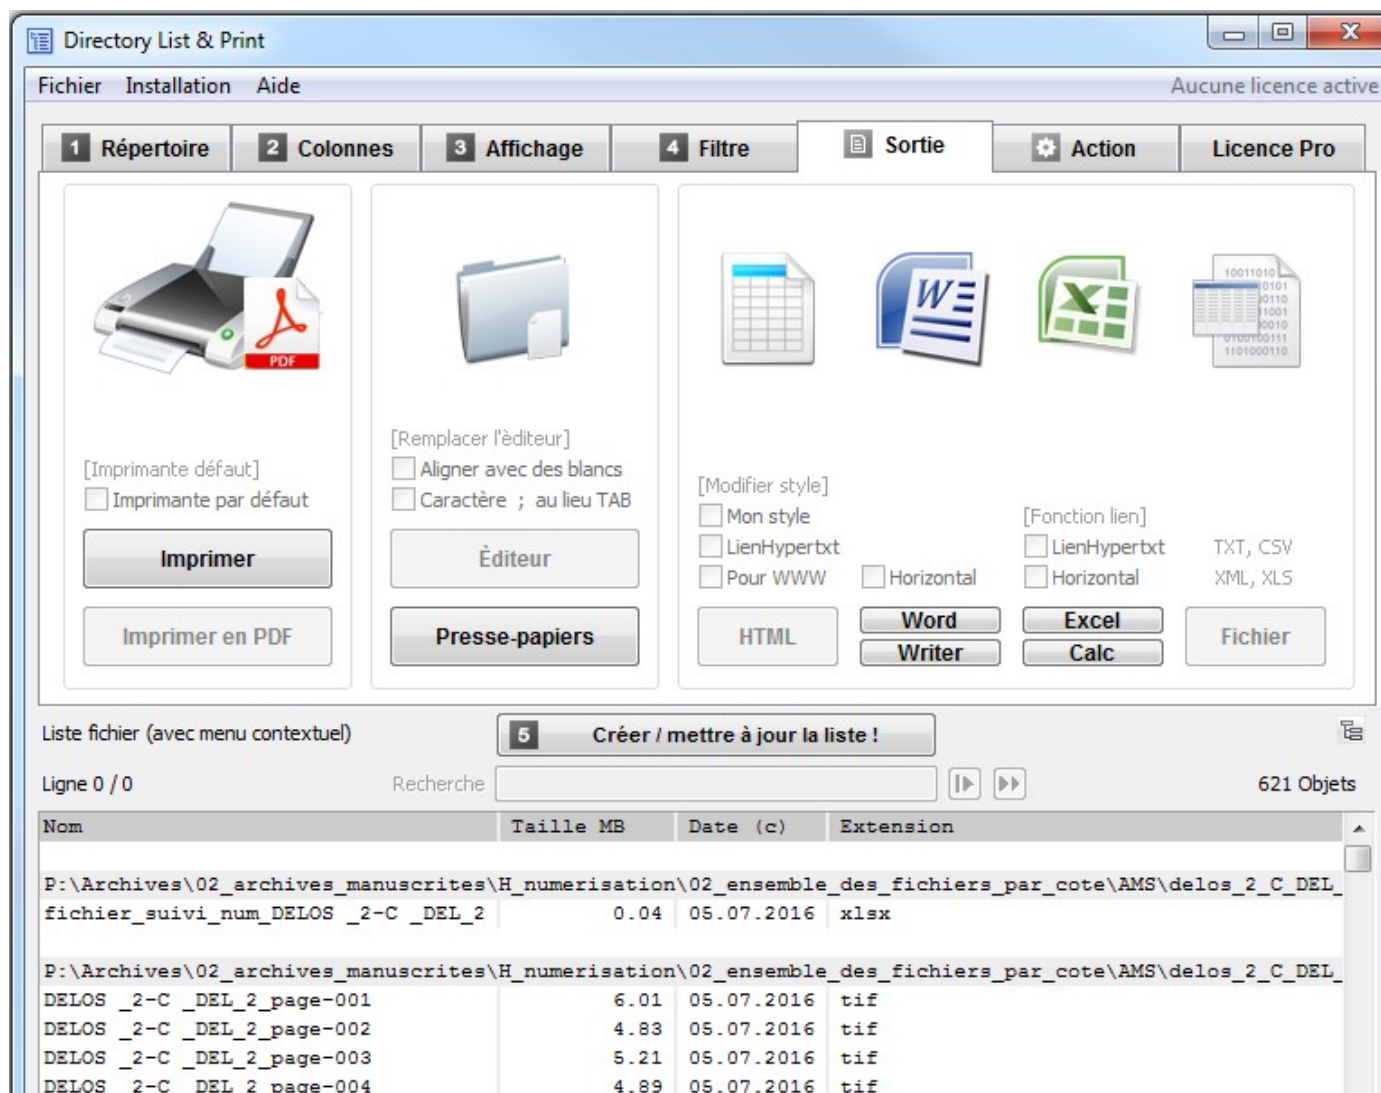 Directory List & Print
Fichier Installation Aide Aucune licence active
1 Répertoire 2 Colonnes 3 Affichage 4 Filtre Sortie Action Licence Pro
PDF
[Imprimante défaut]
Imprimante par défaut
Imprimer
Imprimer en PDF
[Remplacer l'èditeur]
Aligner avec des blancs
Caractère ; au lieu TAB
Èditeur
Presse-papiers
[Modifier style]
Mon style
LienHypertxt
Pour WWW
HTML
Horizontal
Word
Writer
[Fonction lien]
LienHypertxt
Horizontal
Excel
Calc
TXT, CSV
XML, XLS
Fichier
Liste fichier (avec menu contextuel) 5 Créer / mettre à jour la liste !
Ligne 0 / 0 Recherche 621 Objets
Nom Taille MB Date (c) Extension
P:\Archives\02_archives_manuscrites\H_numerisation\02_ensemble_des_fichiers_par_cote\AMS\delos_2_C_DEL_
fichier_suivi_num_DELOS _2-C _DEL_2 0.04 05.07.2016 xlsx
P:\Archives\02_archives_manuscrites\H_numerisation\02_ensemble_des_fichiers_par_cote\AMS\delos_2_C_DEL_
DELOS _2-C _DEL_2_page-001 6.01 05.07.2016 tif
DELOS _2-C _DEL_2_page-002 4.83 05.07.2016 tif
DELOS _2-C _DEL_2_page-003 5.21 05.07.2016 tif
DELOS _2-C _DEL_2_page-004 4.89 05.07.2016 tif